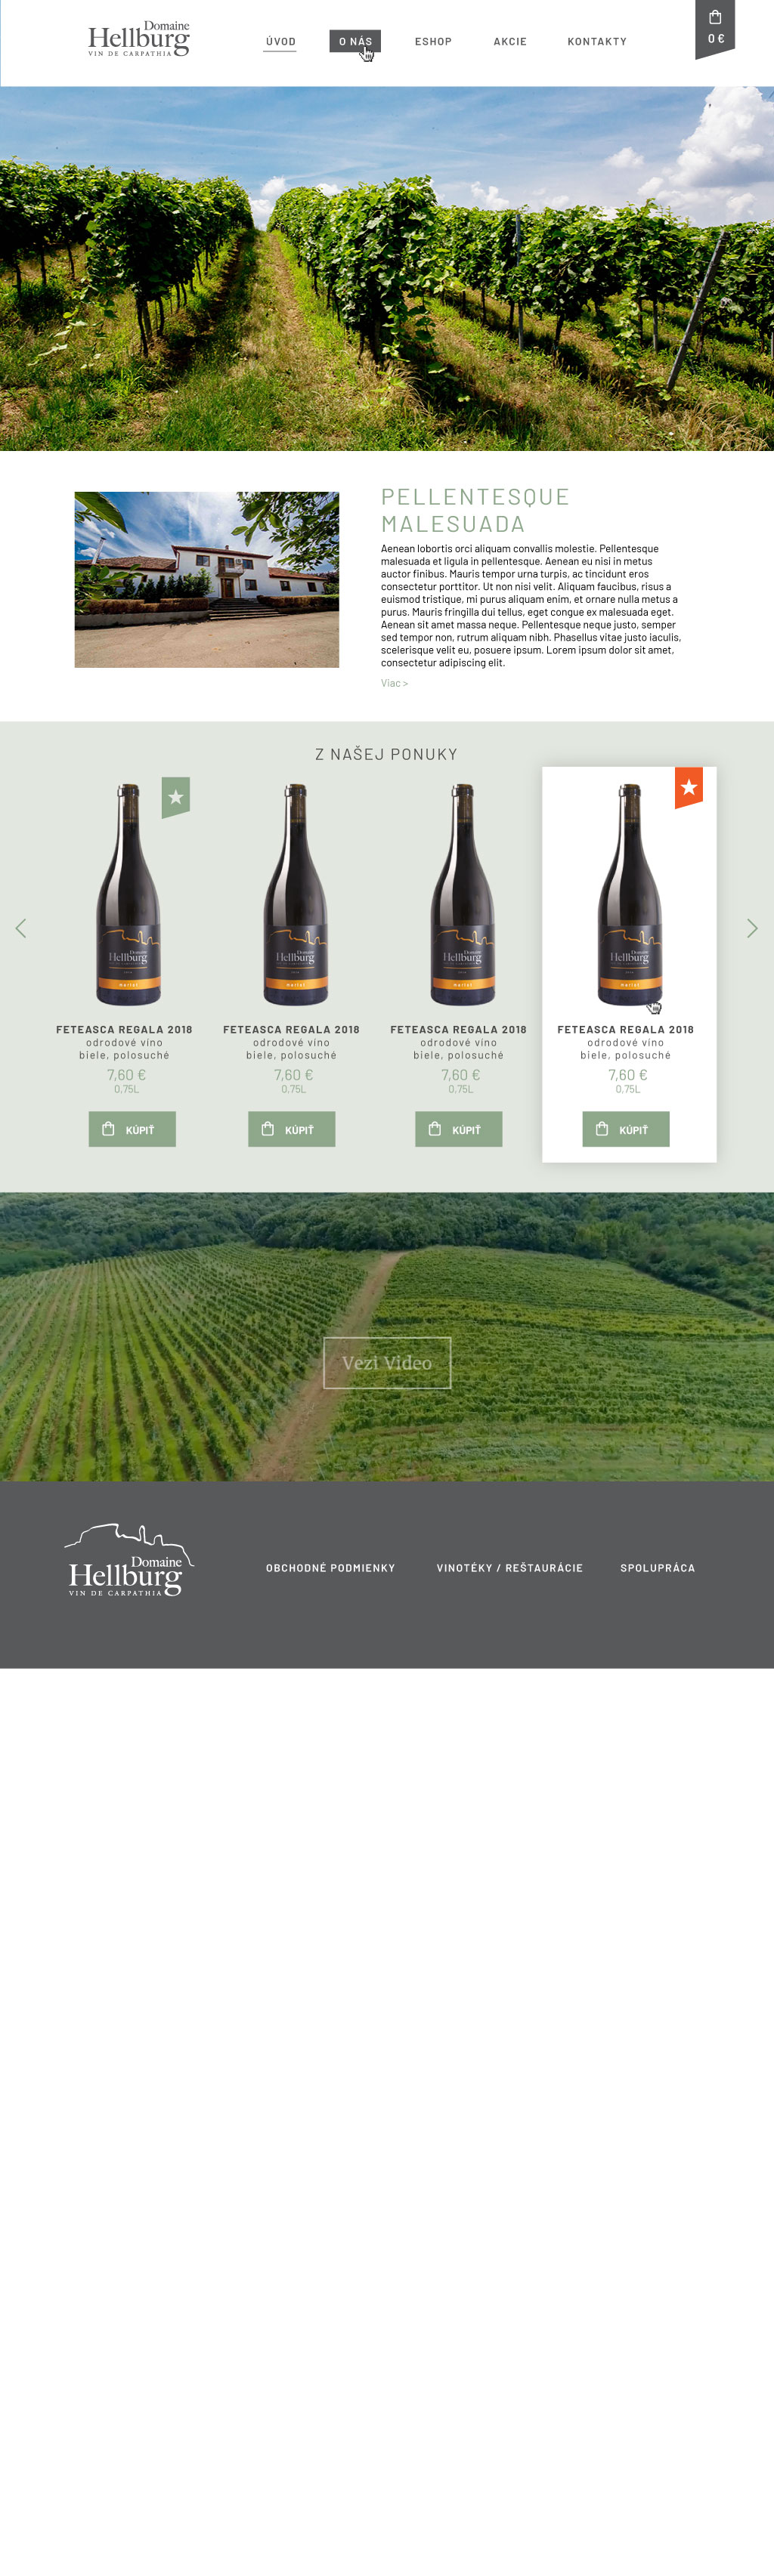 Domaine
Hellburg
VIN DE CARPATHIA
ÚVOD
O NÁS
ESHOP
AKCIE
KONTAKTY
0 €
PELLENTESQUE
MALESUADA
Aenean lobortis orci aliquam convallis molestie. Pellentesque
malesuada et ligula in pellentesque. Aenean eu nisi in metus
auctor finibus. Mauris tempor urna turpis, ac tincidunt eros
consectetur porttitor. Ut non nisi velit. Aliquam faucibus, risus a
euismod tristique, mi purus aliquam enim, et ornare nulla metus a
purus. Mauris fringilla dui tellus, eget congue ex malesuada eget.
Aenean sit amet massa neque. Pellentesque neque justo, semper
sed tempor non, rutrum aliquam nibh. Phasellus vitae justo iaculis,
scelerisque velit eu, posuere ipsum. Lorem ipsum dolor sit amet,
consectetur adipiscing elit.
Viac >
Z NAŠEJ PONUKY
Domaine
Hellburg
FETEASCA REGALA 2018
odrodové víno
biele, polosuché
7,60 €
0,75L
KÚPIŤ
Domaine
Hellburg
FETEASCA REGALA 2018
odrodové víno
biele, polosuché
7,60 €
0,75L
KÚPIŤ
Domaine
Hellburg
FETEASCA REGALA 2018
odrodové víno
biele, polosuché
7,60 €
0,75L
KÚPIŤ
Domaine
Hellburg
FETEASCA REGALA 2018
odrodové víno
biele, polosuché
7,60 €
0,75L
KÚPIŤ
Vezi Video
Domaine
Hellburg
VIN DE CARPATHIA
OBCHODNÉ PODMIENKY
VINOTÉKY / REŠTAURÁCIE
SPOLUPRÁCA